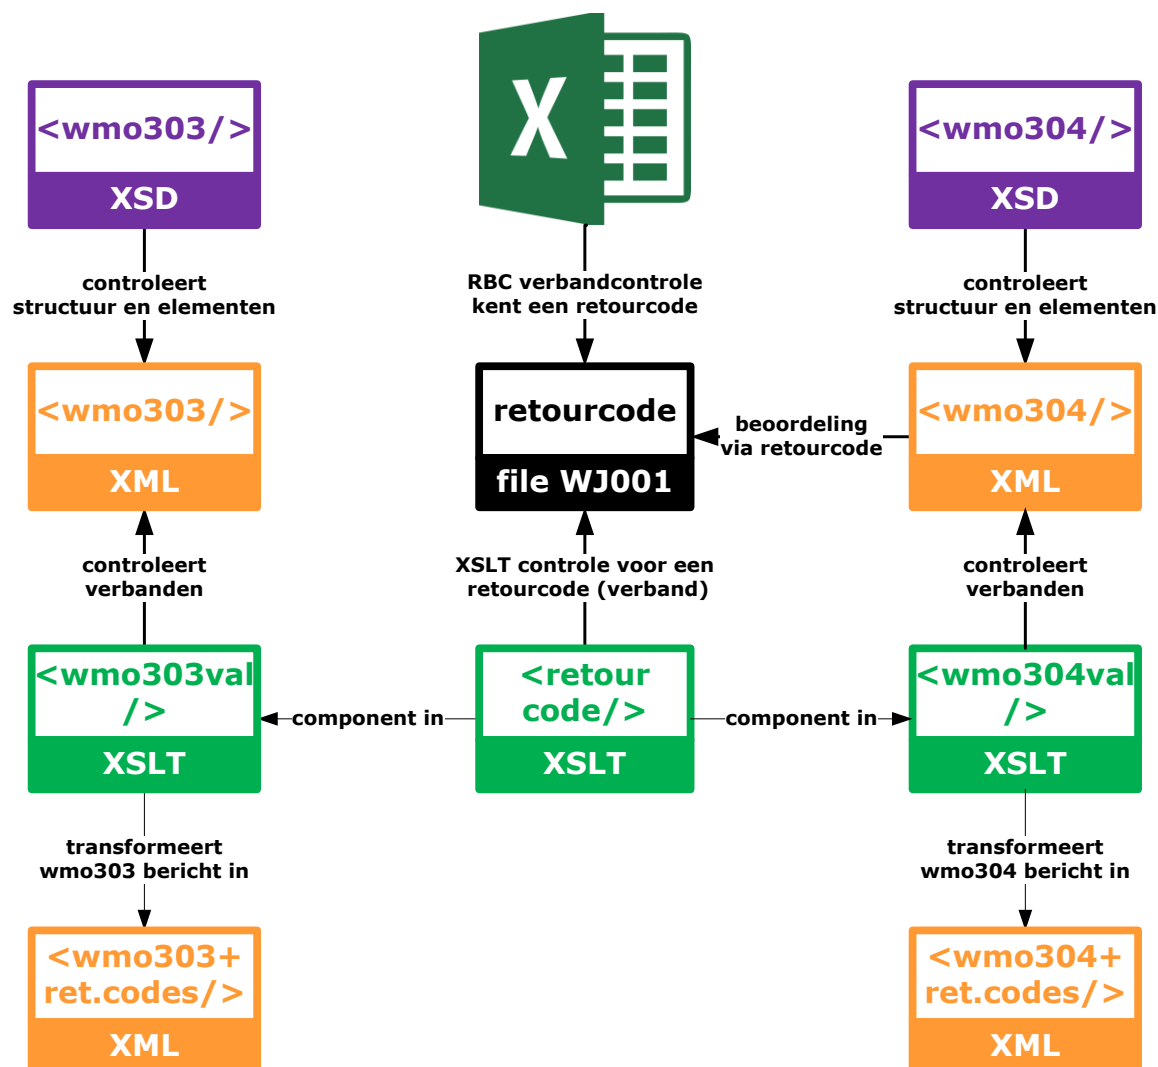 <wmo303/>
XSD
X
<wmo304/>
XSD
controleert
structuur en elementen
RBC verbandcontrole
kent een retourcode
controleert
structuur en elementen
<wmo303/>
XML
retourcode
file WJ001
beoordeling
via retourcode
<wmo304/>
XML
controleert
verbanden
XSLT controle voor een
retourcode (verband)
controleert
verbanden
<wmo303val
/>
XSLT
component in
<retour
code/>
XSLT
component in
<wmo304val
/>
XSLT
transformeert
wmo303 bericht in
transformeert
wmo304 bericht in
<wmo303+
ret.codes/>
XML
<wmo304+
ret.codes/>
XML